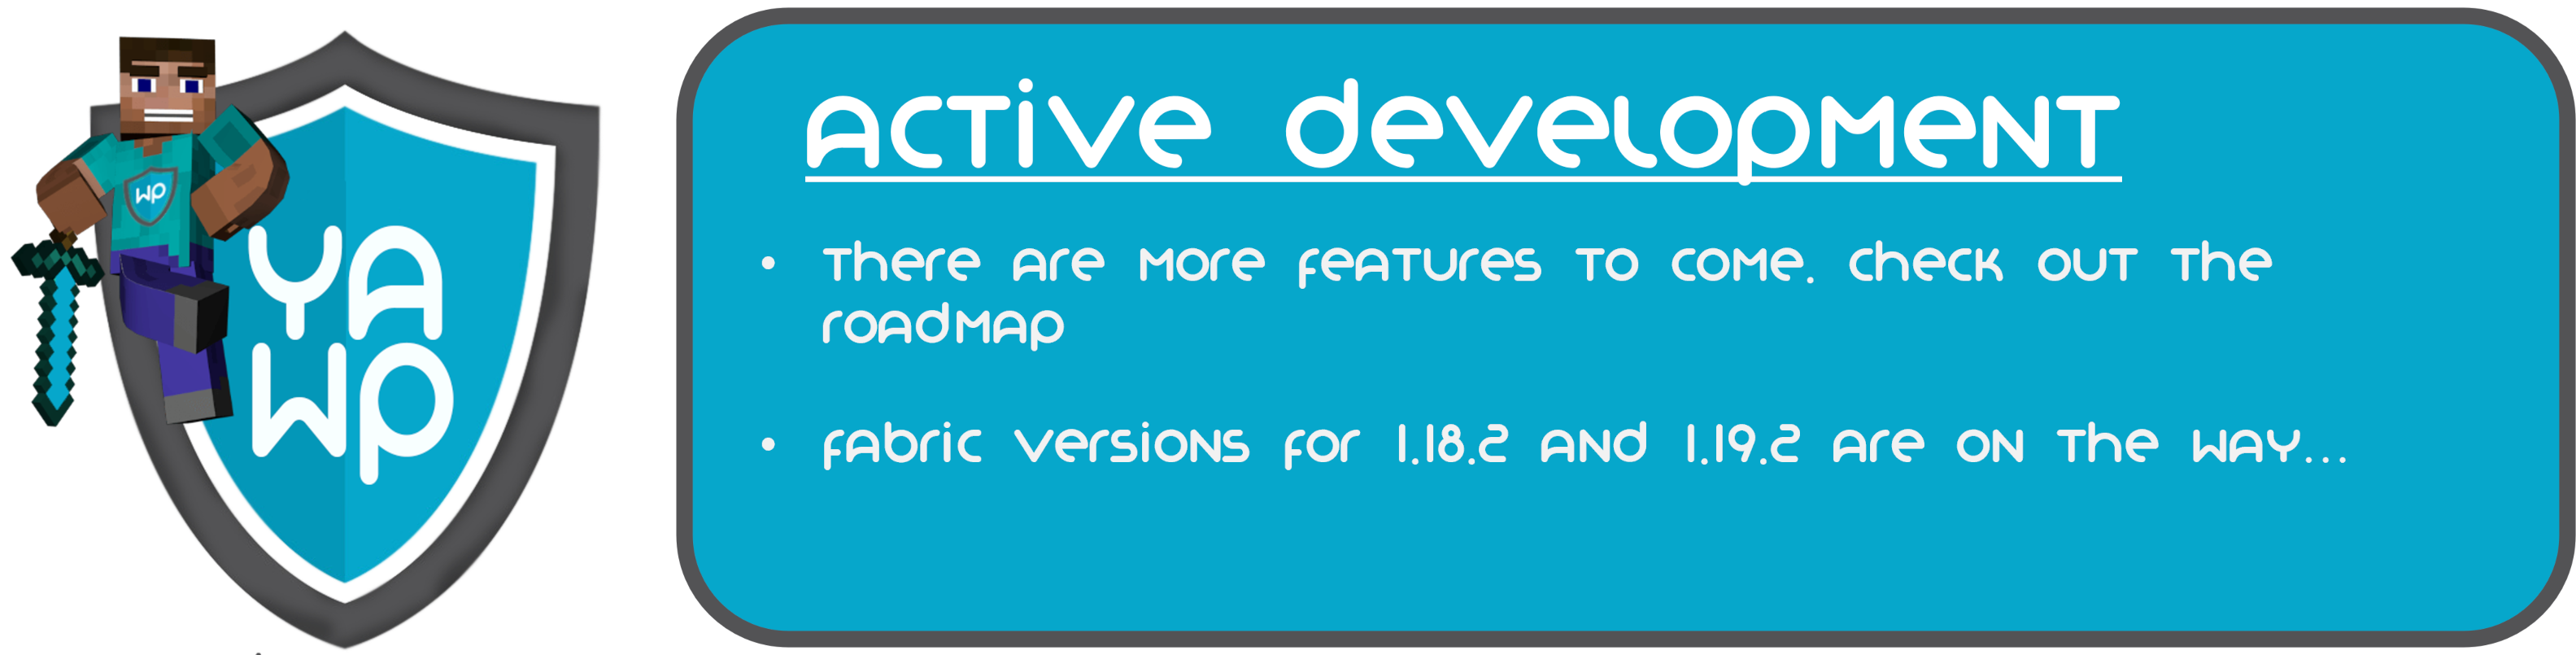 WP
YA
WP
Active Development
• There are more features to come. Check out the
roadmap
• Fabric versions for 1.18.2 and 1.19.2 are on the way...